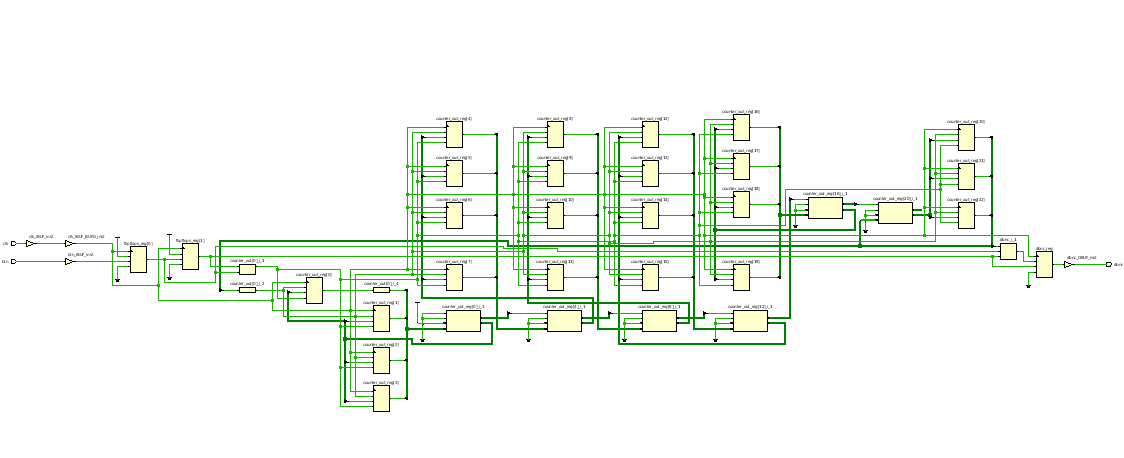 counter_out_reg[16]
counter_out_reg[4]
counter_out_reg[8]
counter_out_reg[12]
counter_out_reg[20]
counter_out_reg[17]
counter_out_reg[5]
counter_out_reg[9]
counter_out_reg[13]
counter_out_reg[21]
counter_out_reg[18]
counter_out_reg[16]_i_1
counter_out_reg[20]_i_1
counter_out_reg[6]
counter_out_reg[10]
counter_out_reg[14]
counter_out_reg[22]
clk
clk_IBUF_inst
clk_IBUF_BUFG_inst
flipflops_reg[0]
flipflops_reg[1]
dbnc_i_1
dbnc_reg
btn
btn_IBUF_inst
counter_out[0]_i_1
counter_out_reg[7]
counter_out_reg[11]
counter_out_reg[15]
counter_out_reg[19]
dbnc_OBUF_inst
dbnc
counter_out_reg[0]
counter_out[0]_i_2
counter_out[0]_i_4
counter_out_reg[1]
counter_out_reg[0]_i_1
counter_out_reg[4]_i_1
counter_out_reg[8]_i_1
counter_out_reg[12]_i_1
counter_out_reg[2]
counter_out_reg[3]